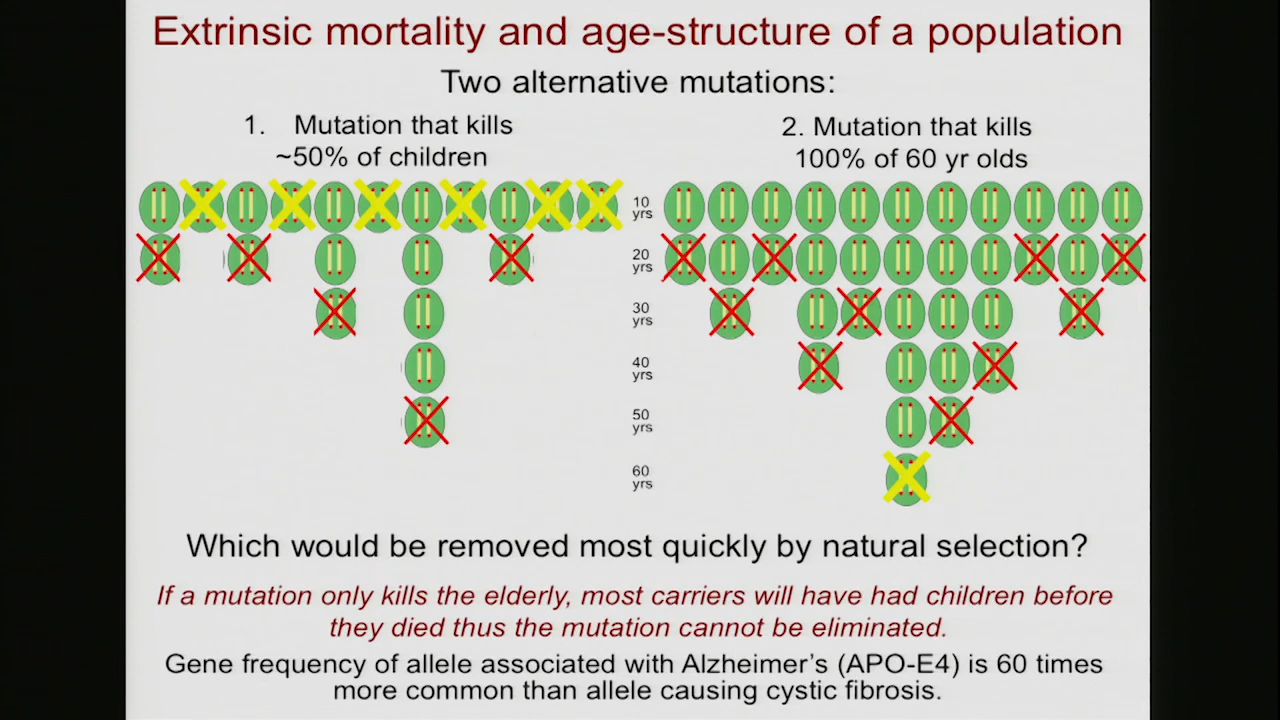 Extrinsic mortality and age-structure of a population
Two alternative mutations:
1. Mutation that kills
~50% of children
2. Mutation that kills
100% of 60 yr olds
10
yrs
20
yrs
30
yrs
40
yrs
50
yrs
60
yrs
Which would be removed most quickly by natural selection?
If a mutation only kills the elderly, most carriers will have had children before
they died thus the mutation cannot be eliminated.
Gene frequency of allele associated with Alzheimer's (APO-E4) is 60 times
more common than allele causing cystic fibrosis.